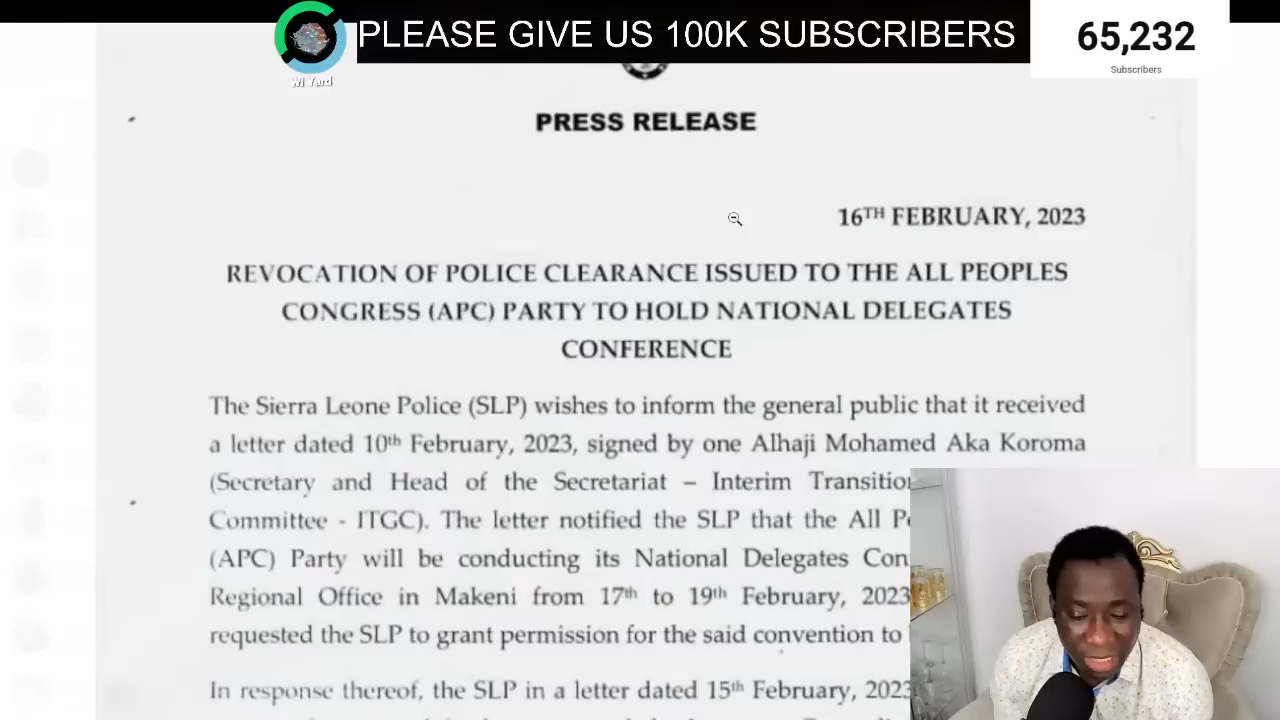 PLEASE GIVE US 100K SUBSCRIBERS
65,232
Subscribers
Wi Yard
PRESS RELEASE
16TH FEBRUARY, 2023
REVOCATION OF POLICE CLEARANCE ISSUED TO THE ALL PEOPLES
CONGRESS (APC) PARTY TO HOLD NATIONAL DELEGATES
CONFERENCE
The Sierra Leone Police (SLP) wishes to inform the general public that it received
a letter dated 10th February, 2023, signed by one Alhaji Mohamed Aka Koroma
(Secretary and Head of the Secretariat – Interim
Committee - ITGC). The letter notified the SLP that the All
(APC) Party will be conducting its National Delegates
Regional Office in Makeni from 17th to 19th February, 2023
requested the SLP to grant permission for the said convention to
In response thereof, the SLP in a letter dated 15th February, 2023